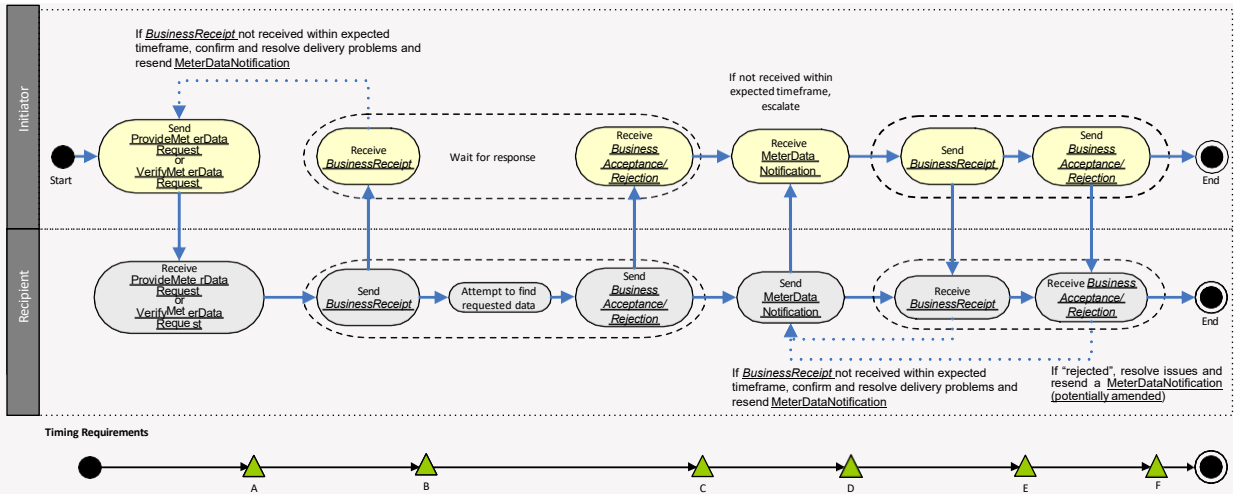 Initiator
If BusinessReceipt not received within expected
timeframe, confirm and resolve delivery problems and
resend MeterDataNotification
If not received within
expected timeframe,
escalate
Start
Send
ProvideMet erData
Request
or
VerifyMet erData
Request
Receive
BusinessReceipt
Wait for response
Receive
Business
Acceptance/
Rejection
Receive
MeterData
Notification
Send
BusinessReceipt
Send
Business
Acceptance/
Rejection
End
Recipient
Receive
ProvideMete rData
Request
or
VerifyMet erData
Reque st
Send
BusinessReceipt
Attempt to find
requested data
Send
Business
Acceptance/
Rejection
Send
MeterData
Notification
Receive
BusinessReceipt
Receive Business
Acceptance/
Rejection
End
If BusinessReceipt not received within expected
timeframe, confirm and resolve delivery problems and
resend MeterDataNotification
If “rejected”, resolve issues and
resend a MeterDataNotification
(potentially amended)
Timing Requirements
A
B
C
D
E
F